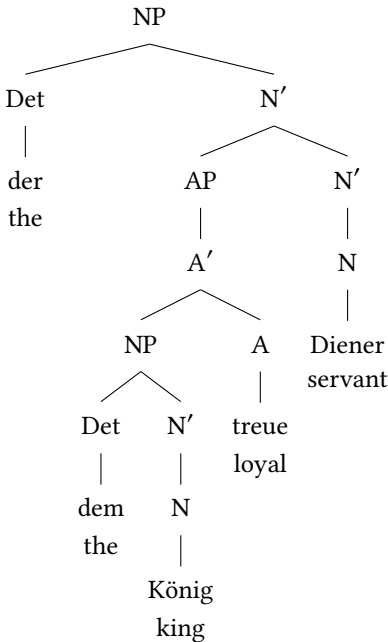 NP
Det N′
der AP N′
the
A′ N
NP A Diener
servant
Det N′ treue
loyal
dem N
the
König
king